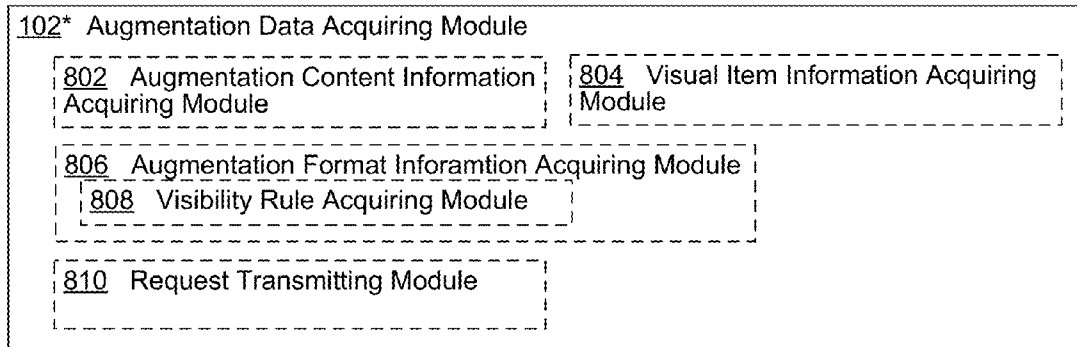 102* Augmentation Data Acquiring Module
802 Augmentation Content Information
Acquiring Module
804 Visual Item Information Acquiring
Module
806 Augmentation Format Inforamtion Acquiring Module
808 Visibility Rule Acquiring Module
810 Request Transmitting Module